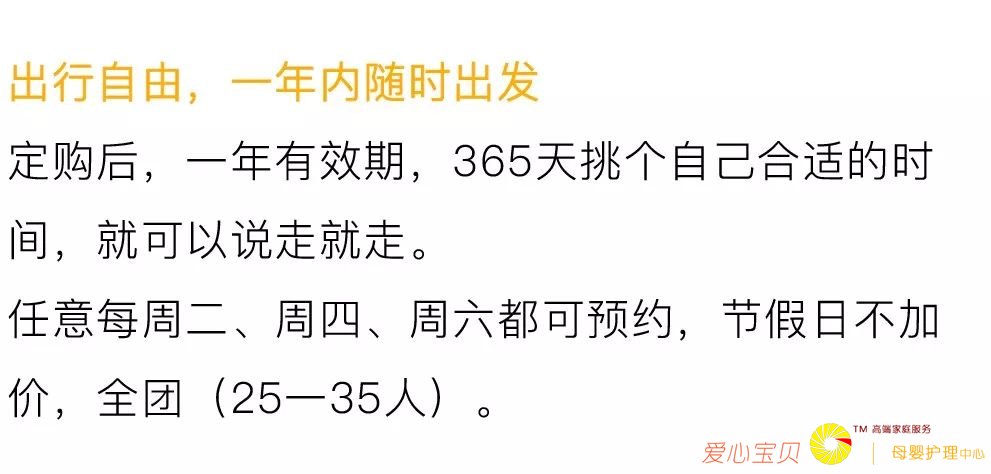 出行自由，一年内随时出发
定购后，一年有效期，365天挑个自己合适的时
间，就可以说走就走。
任意每周二、周四、周六都可预约，节假日不加
价，全团（25一35人）。
TM 高端家庭服务
爱心宝贝 | 母婴护理中心